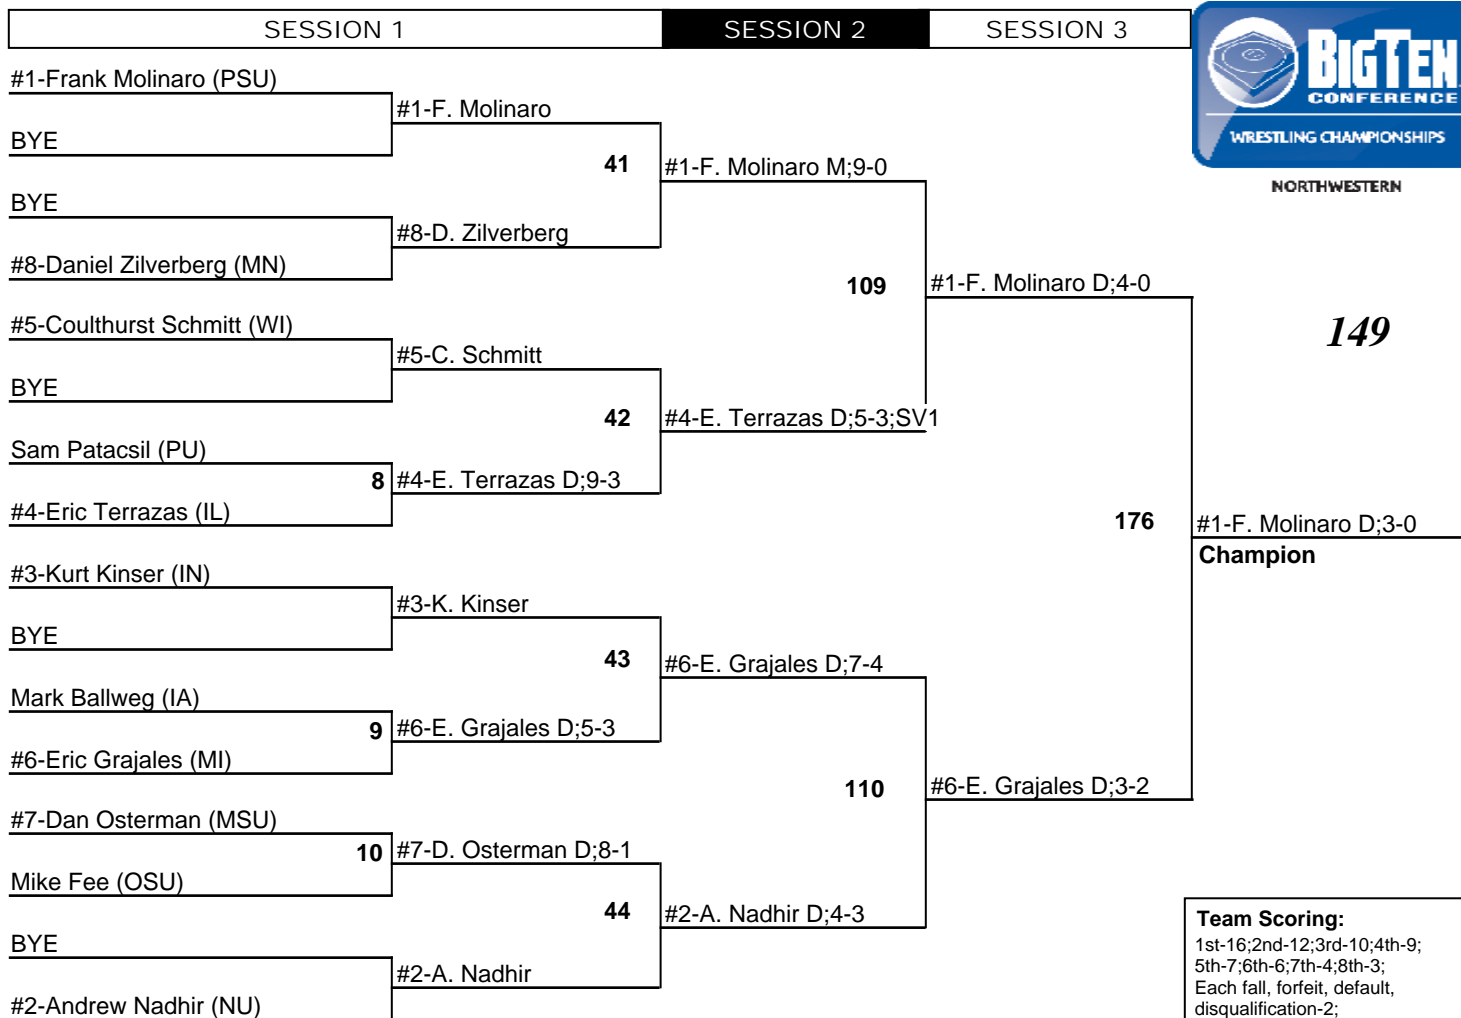 SESSION 1
SESSION 2
SESSION 3
BIGTEN
CONFERENCE
WRESTLING CHAMPIONSHIPS
NORTHWESTERN
#1-Frank Molinaro (PSU)
#1-F. Molinaro
BYE
41
#1-F. Molinaro M;9-0
BYE
#8-D. Zilverberg
#8-Daniel Zilverberg (MN)
109
#1-F. Molinaro D;4-0
149
#5-Coulthurst Schmitt (WI)
#5-C. Schmitt
BYE
42
#4-E. Terrazas D;5-3;SV1
Sam Patacsil (PU)
8
#4-E. Terrazas D;9-3
#4-Eric Terrazas (IL)
176
#1-F. Molinaro D;3-0
Champion
#3-Kurt Kinser (IN)
#3-K. Kinser
BYE
43
#6-E. Grajales D;7-4
Mark Ballweg (IA)
9
#6-E. Grajales D;5-3
#6-Eric Grajales (MI)
110
#6-E. Grajales D;3-2
#7-Dan Osterman (MSU)
10
#7-D. Osterman D;8-1
Mike Fee (OSU)
44
#2-A. Nadhir D;4-3
BYE
#2-A. Nadhir
#2-Andrew Nadhir (NU)
Team Scoring:
1st-16;2nd-12;3rd-10;4th-9;
5th-7;6th-6;7th-4;8th-3;
Each fall, forfeit, default,
disqualification-2;